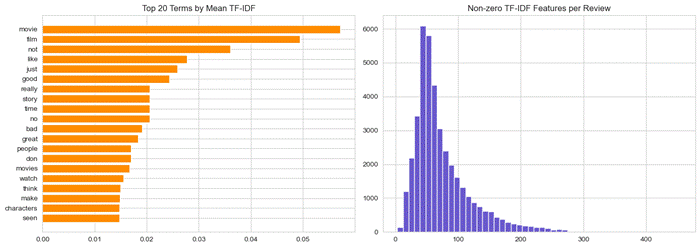 Top 20 Terms by Mean TF-IDF
movie
film
not
like
just
good
really
story
time
no
bad
great
people
don
movies
watch
think
make
characters
seen
0.00 0.01 0.02 0.03 0.04 0.05
Non-zero TF-IDF Features per Review
6000
5000
4000
3000
2000
1000
0
0 100 200 300 400